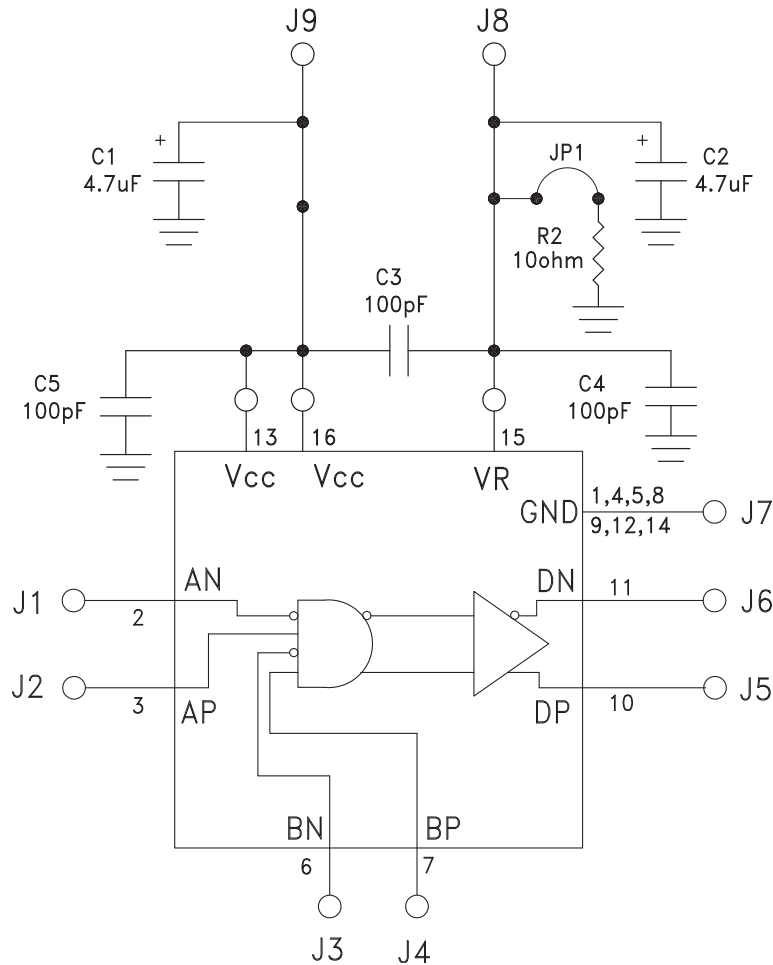 J9
J8
+
C1
4.7uF
JP1
+
C2
4.7uF
R2
10ohm
C3
100pF
C5
100pF
C4
100pF
13
16
15
Vcc
Vcc
VR
GND
1,4,5,8
9,12,14
J7
J1
2
AN
DN
11
J6
J2
3
AP
DP
10
J5
BN
BP
6
7
J3
J4